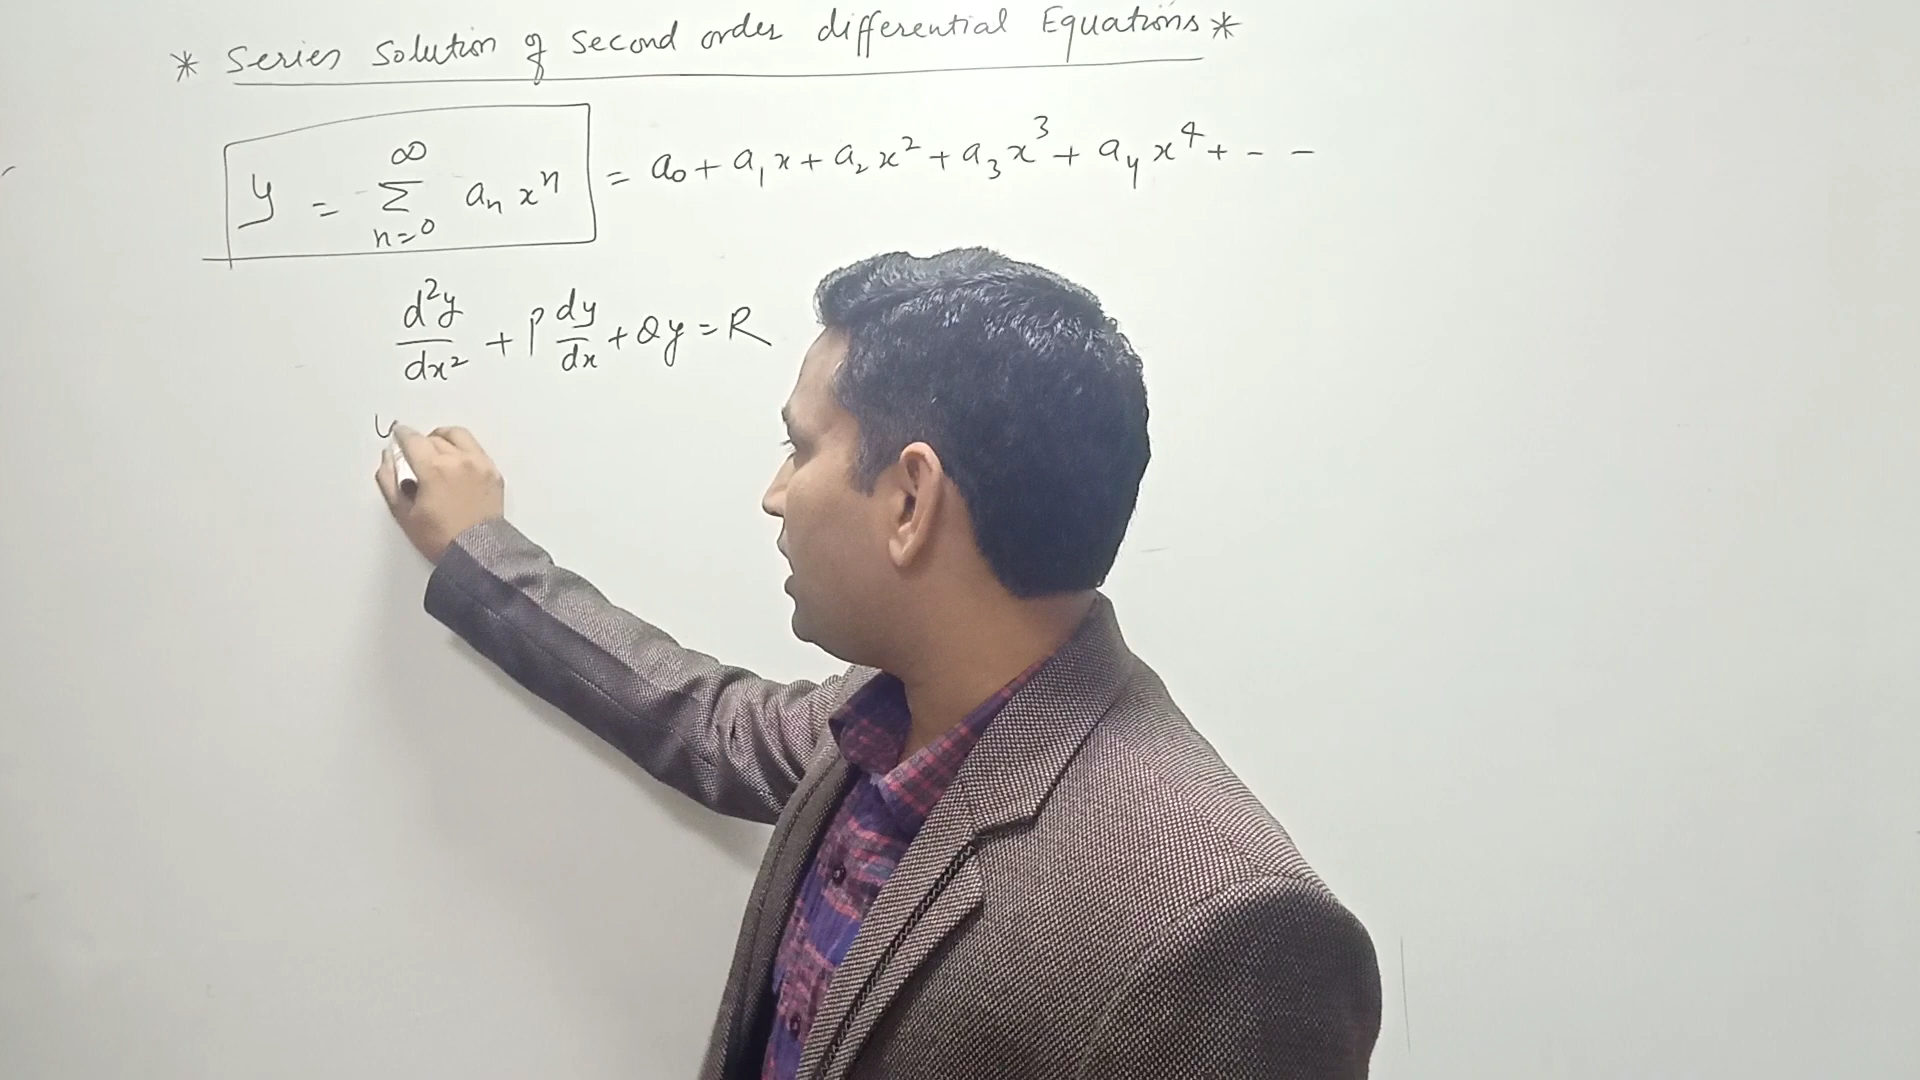 * Series Solution of Second order differential Equations *
y = ∞ Σ n=0 aₙ xⁿ = a₀ + a₁x + a₂x² + a₃x³ + a₄x⁴ + - -
d²y/dx² + P dy/dx + Qy = R